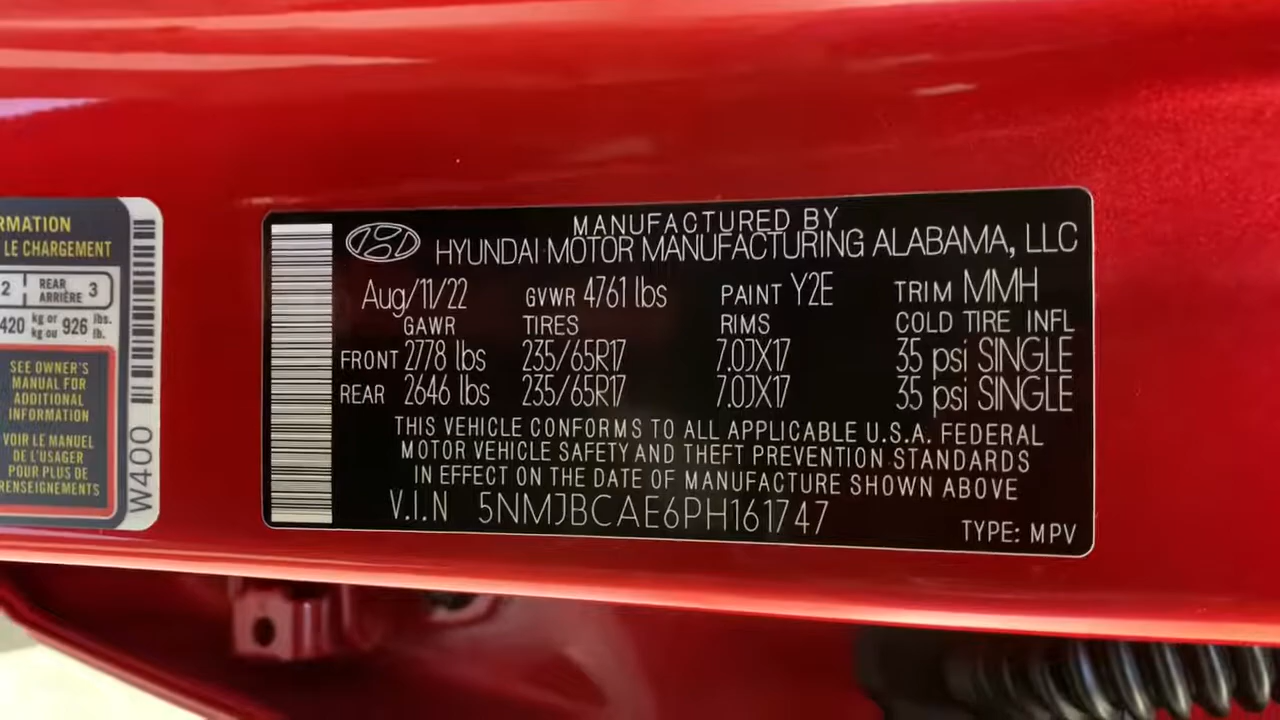 RMATION
LE CHARGEMENT
2 REAR ARRIÈRE 3
420 kg or kg ou 926 lbs. lb.
SEE OWNER'S
MANUAL FOR
ADDITIONAL
INFORMATION
VOIR LE MANUEL
DE L'USAGER
POUR PLUS DE
RENSEIGNEMENTS
W400
MANUFACTURED BY
HYUNDAI MOTOR MANUFACTURING ALABAMA, LLC
Aug/11/22 GVWR 4761 lbs PAINT Y2E TRIM MMH
GAWR TIRES RIMS COLD TIRE INFL
FRONT 2778 lbs 235/65R17 7.0JX17 35 psi SINGLE
REAR 2646 lbs 235/65R17 7.0JX17 35 psi SINGLE
THIS VEHICLE CONFORMS TO ALL APPLICABLE U.S.A. FEDERAL
MOTOR VEHICLE SAFETY AND THEFT PREVENTION STANDARDS
IN EFFECT ON THE DATE OF MANUFACTURE SHOWN ABOVE
V.I.N 5NMJBCAE6PH161747
TYPE: MPV